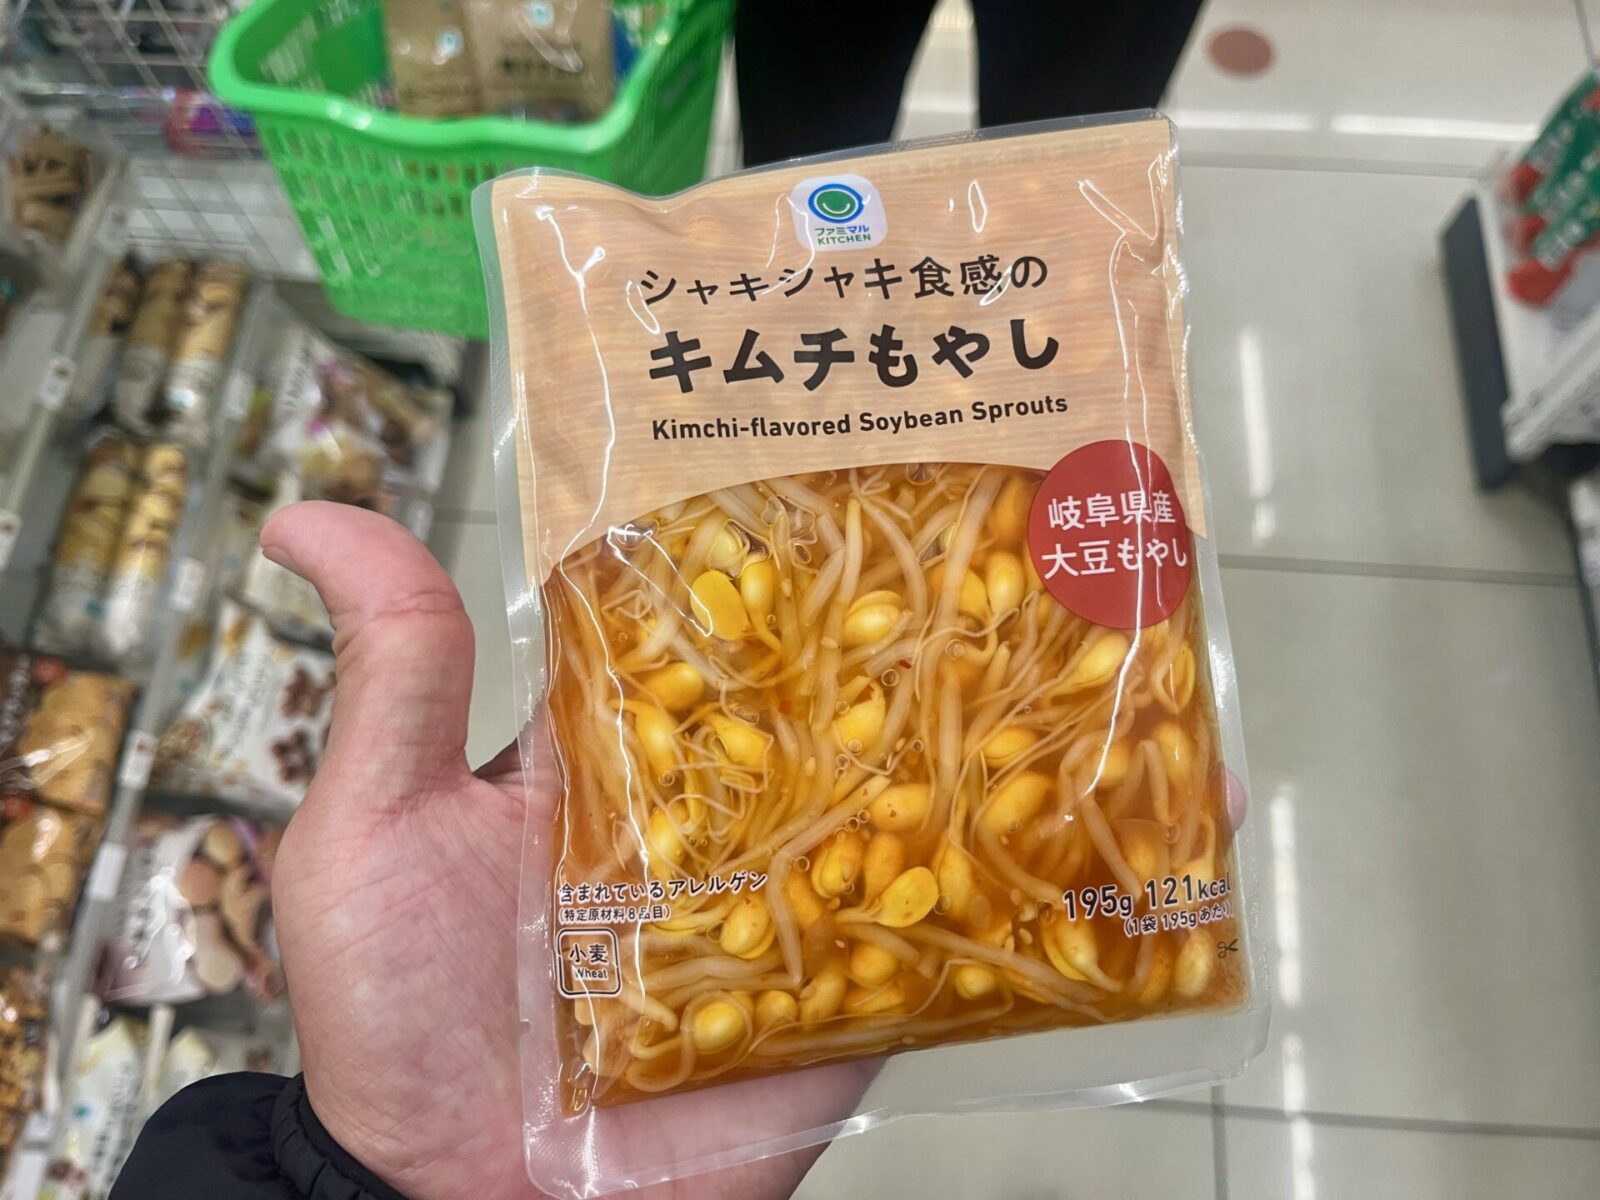 ファミマル
KITCHEN
シャキシャキ食感の
キムチもやし
Kimchi-flavored Soybean Sprouts
岐阜県産
大豆もやし
含まれているアレルゲン
(特定原材料8品目)
小麦
Wheat
195g 121kcal
(1袋 195gあたり)